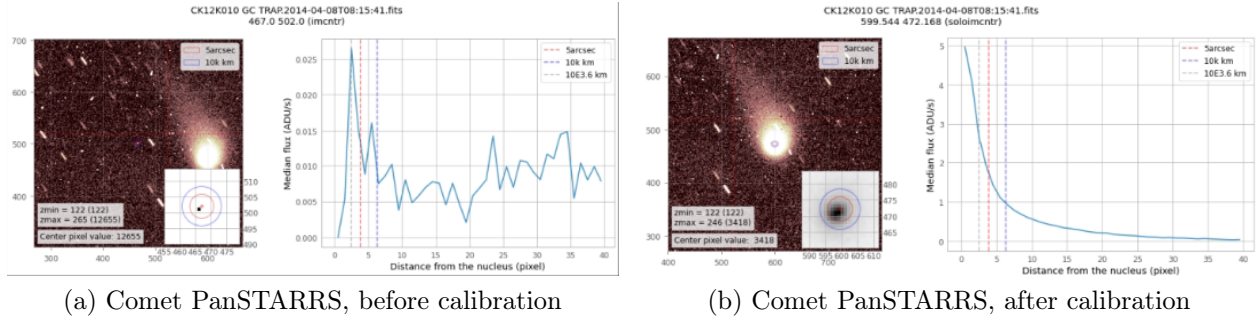 CK12K010 GC TRAP.2014-04-08T08:15:41.fits
467.0 502.0 (imcntr)
700
600
500
400
300
400
500
600
5arcsec
10k km
510
505
500
495
490
455 460 465 470 475
zmin = 122 (122)
zmax = 265 (12655)
Center pixel value: 12655
Median flux (ADU/s)
0.025
0.020
0.015
0.010
0.005
0.000
0 5 10 15 20 25 30 35 40
Distance from the nucleus (pixel)
5arcsec
10k km
10E3.6 km
(a) Comet PanSTARRS, before calibration
CK12K010 GC TRAP.2014-04-08T08:15:41.fits
599.544 472.168 (soloimcntr)
600
500
400
300
400
500
700
5arcsec
10k km
480
475
470
465
590 595 600 605 610
zmin = 122 (122)
zmax = 246 (3418)
Center pixel value: 3418
Median flux (ADU/s)
5
4
3
2
1
0
0 5 10 15 20 25 30 35 40
Distance from the nucleus (pixel)
5arcsec
10k km
10E3.6 km
(b) Comet PanSTARRS, after calibration